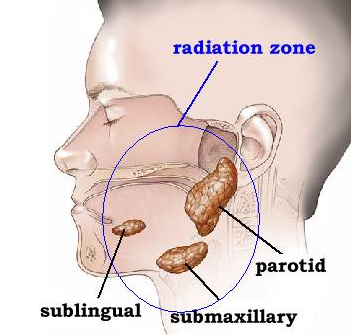 radiation zone
parotid
sublingual
submaxillary